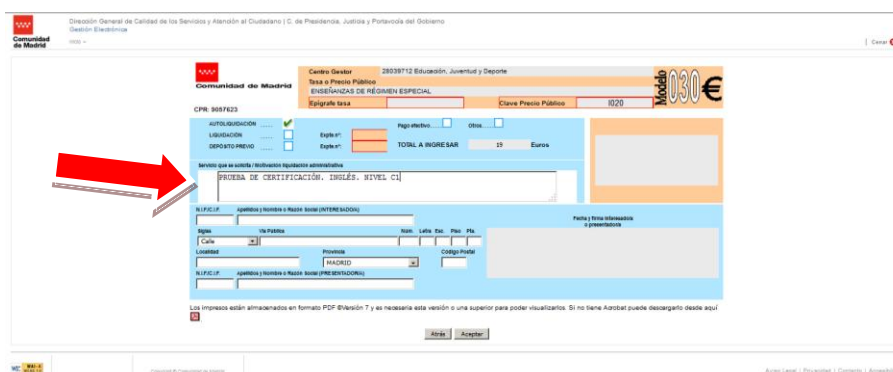 Dirección General de Calidad de los Servicios y Atención al Ciudadano | C. de Presidencia, Justicia y Portavocía del Gobierno
Gestión Electrónica
Comunidad de Madrid
INICIO
Cerrar
Comunidad de Madrid
Centro Gestor 28039712 Educación, Juventud y Deporte
Tasa o Precio Público
ENSEÑANZAS DE RÉGIMEN ESPECIAL
Epígrafe tasa Clave Precio Público I020
Modelo 030 €
CPR: 9057623
AUTOLIQUIDACIÓN ...... Pago efectivo...... Otros......
LIQUIDACIÓN ...... Expte nº:
DEPÓSITO PREVIO ...... Expte nº: TOTAL A INGRESAR 19 Euros
Servicio que se solicita / Motivación liquidación administrativa
PRUEBA DE CERTIFICACIÓN. INGLÉS. NIVEL C1
N.I.F/C.I.F. Apellidos y Nombre o Razón Social (INTERESADO/A)
Fecha y firma interesado/a
o presentador/a
Siglas Vía Pública Núm. Letra Esc. Piso Pta.
Calle
Localidad Provincia Código Postal
MADRID
N.I.F/C.I.F. Apellidos y Nombre o Razón Social (PRESENTADOR/A)
Los impresos están almacenados en formato PDF ®Versión 7 y es necesaria esta versión o una superior para poder visualizarlos. Si no tiene Acrobat puede descargarlo desde aquí
Atrás Aceptar
Copyright © Comunidad de Madrid
Aviso Legal | Privacidad | Contacto |